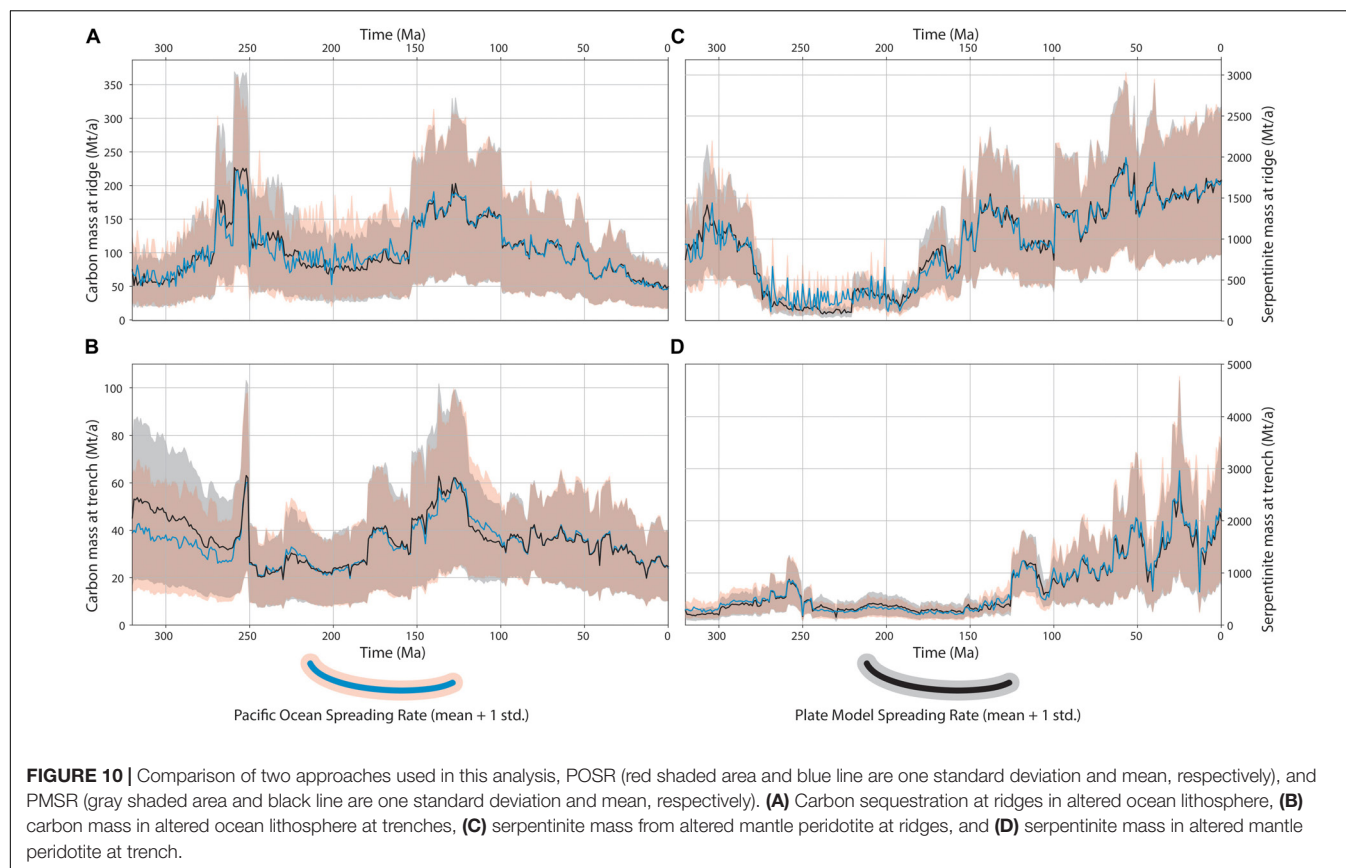 A
Time (Ma)
300 250 200 150 100 50 0
Carbon mass at ridge (Mt/a)
350
300
250
200
150
100
50
0
C
Time (Ma)
300 250 200 150 100 50 0
Serpentinite mass at ridge (Mt/a)
3000
2500
2000
1500
1000
500
0
B
Carbon mass at trench (Mt/a)
100
80
60
40
20
0
300 250 200 150 100 50 0
Time (Ma)
D
Serpentinite mass at trench (Mt/a)
5000
4000
3000
2000
1000
0
300 250 200 150 100 50 0
Time (Ma)
Pacific Ocean Spreading Rate (mean + 1 std.)
Plate Model Spreading Rate (mean + 1 std.)
FIGURE 10 | Comparison of two approaches used in this analysis, POSR (red shaded area and blue line are one standard deviation and mean, respectively), and
PMSR (gray shaded area and black line are one standard deviation and mean, respectively). (A) Carbon sequestration at ridges in altered ocean lithosphere, (B)
carbon mass in altered ocean lithosphere at trenches, (C) serpentinite mass from altered mantle peridotite at ridges, and (D) serpentinite mass in altered mantle
peridotite at trench.